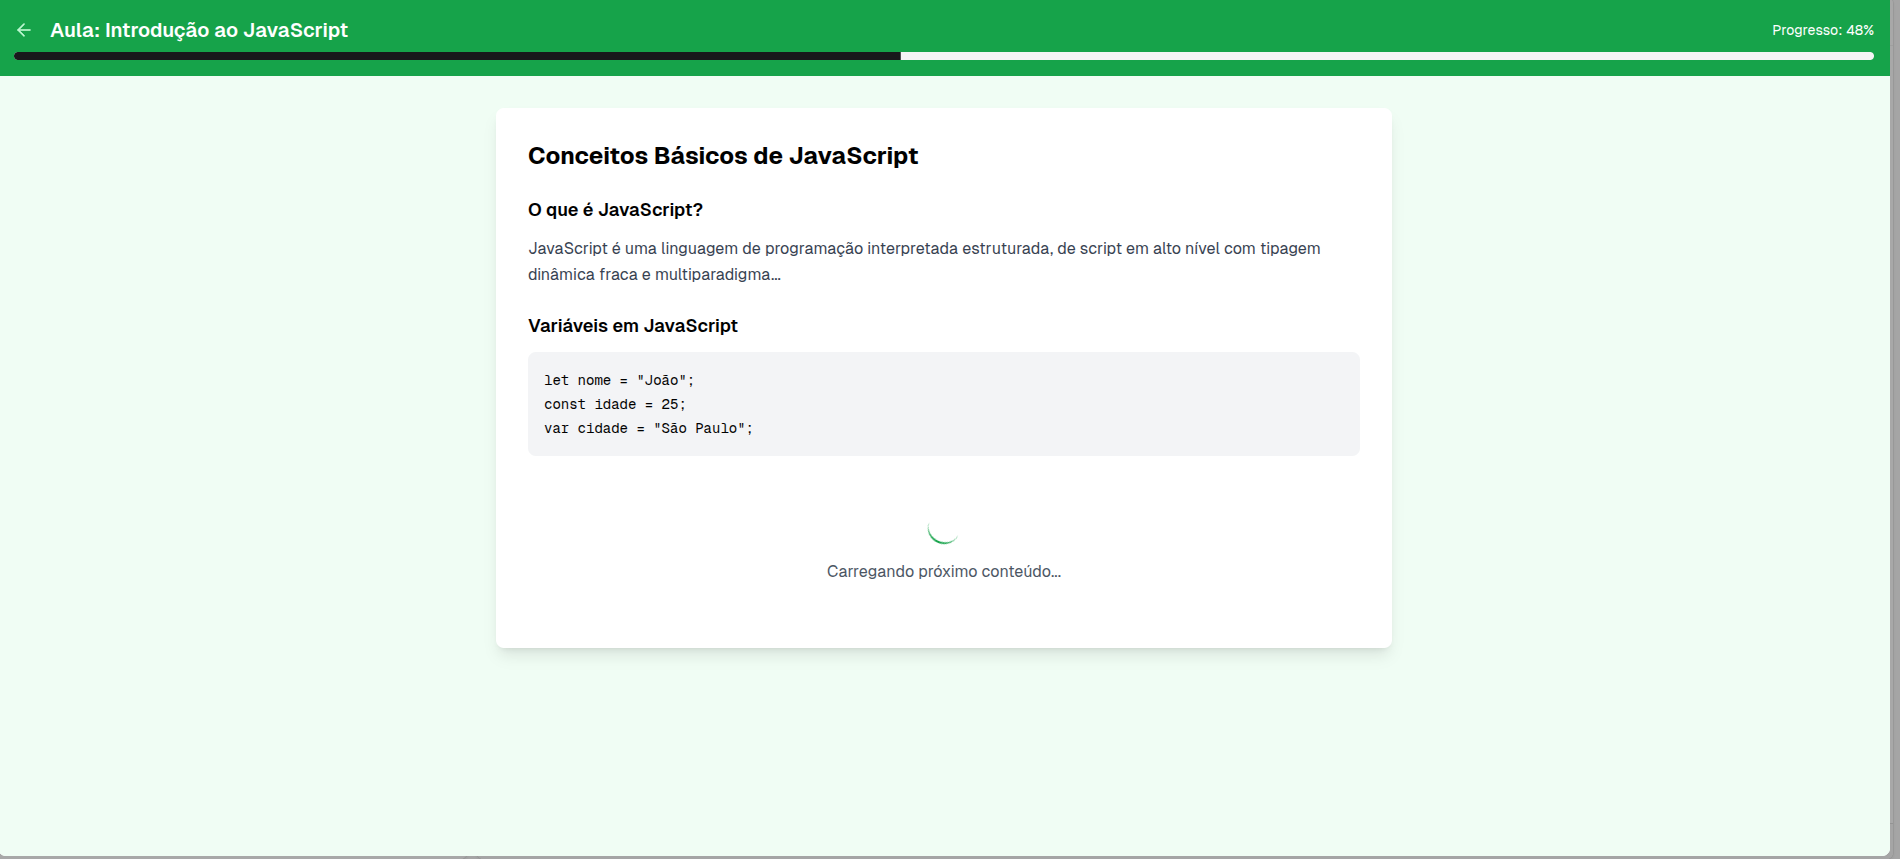 Aula: Introdução ao JavaScript
Progresso: 48%
Conceitos Básicos de JavaScript
O que é JavaScript?
JavaScript é uma linguagem de programação interpretada estruturada, de script em alto nível com tipagem
dinâmica fraca e multiparadigma...
Variáveis em JavaScript
let nome = "João";
const idade = 25;
var cidade = "São Paulo";
Carregando próximo conteúdo...